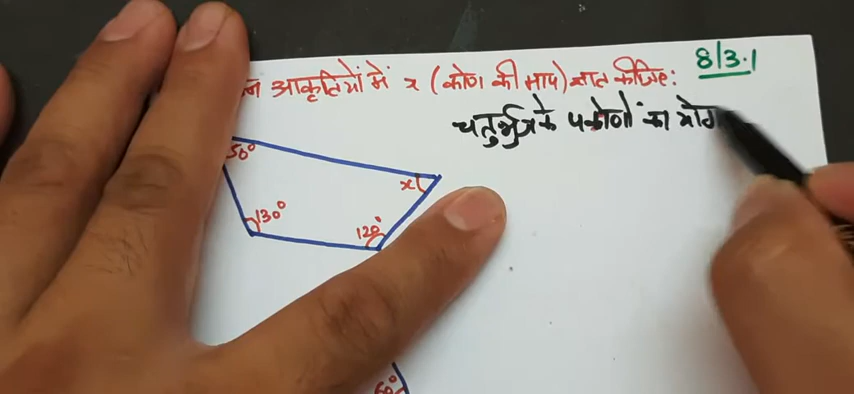 8/3.1
न आकृतियों में x (कोण की माप) ज्ञात कीजिए:
चतुर्भुज के 4 कोणों का योग
50°
x
130°
120°
60°